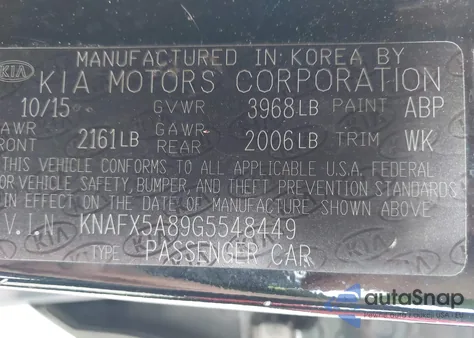 MANUFACTURED IN KOREA BY
KIA KIA MOTORS CORPORATION
10/15 GVWR 3968LB PAINT ABP
GAWR FRONT 2161LB GAWR REAR 2006LB TRIM WK
THIS VEHICLE CONFORMS TO ALL APPLICABLE U.S.A. FEDERAL
MOTOR VEHICLE SAFETY, BUMPER, AND THEFT PREVENTION STANDARDS
IN EFFECT ON THE DATE OF MANUFACTURE SHOWN ABOVE.
V.I.N. KNAFX5A89G5548449
TYPE: PASSENGER CAR
autoSnap